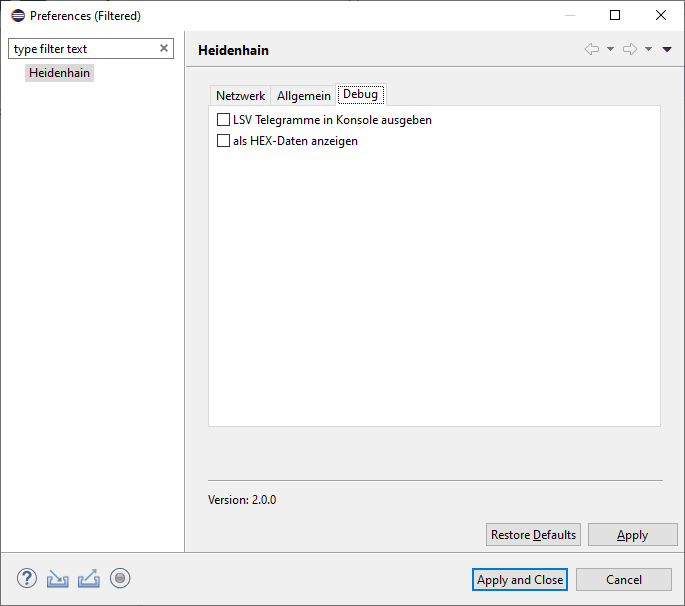 Preferences (Filtered)
type filter text
Heidenhain
Heidenhain
Netzwerk Allgemein Debug
LSV Telegramme in Konsole ausgeben
als HEX-Daten anzeigen
Version: 2.0.0
Restore Defaults Apply
Apply and Close Cancel